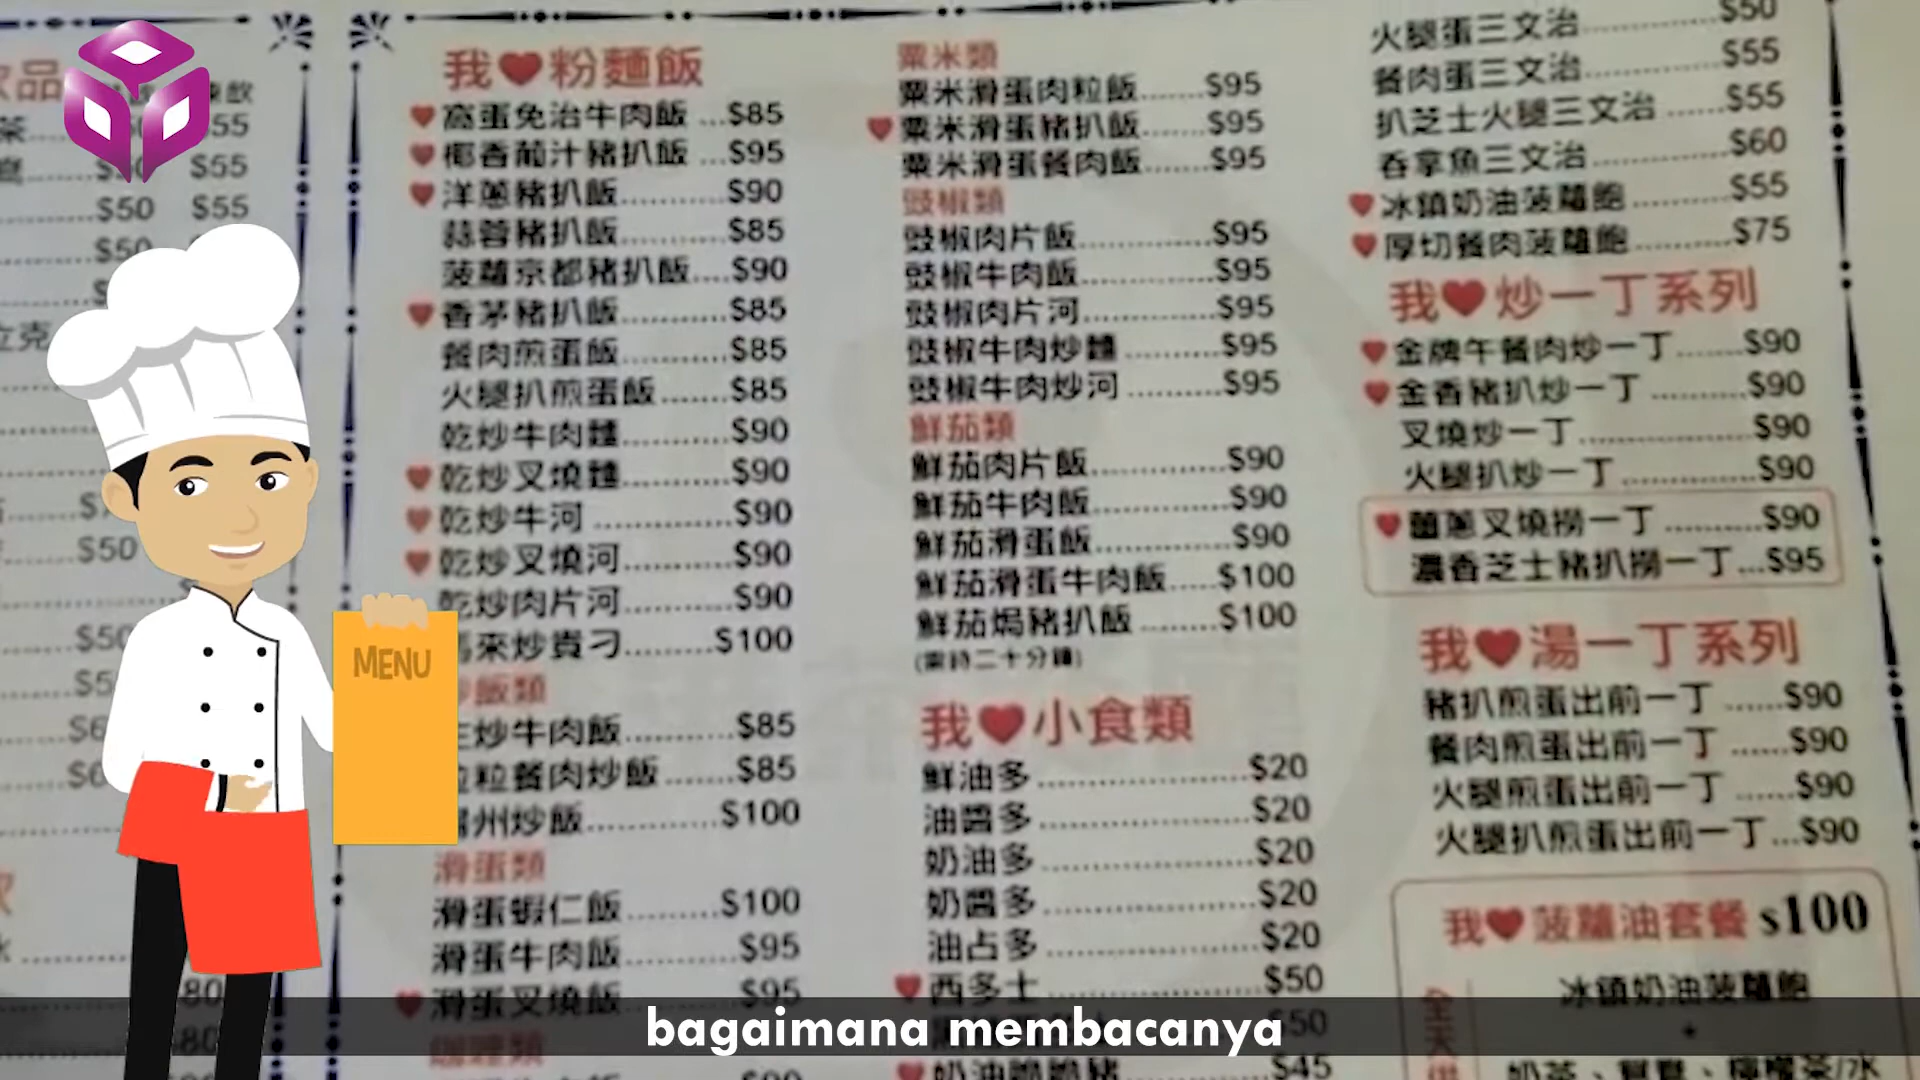 $55
$55
$50 $55
$50
$50
我❤粉麵飯
窩蛋免治牛肉飯 ...$85
椰香葡汁豬扒飯 ...$95
洋蔥豬扒飯..........$90
蒜蓉豬扒飯..........$85
菠蘿京都豬扒飯....$90
香茅豬扒飯..........$85
餐肉煎蛋飯..........$85
火腿扒煎蛋飯.......$85
乾炒牛肉麵..........$90
乾炒叉燒麵..........$90
乾炒牛河 .............$90
乾炒叉燒河..........$90
乾炒肉片河..........$90
來炒貴刁.........$100
飯類
炒牛肉飯..........$85
粒餐肉炒飯.......$85
州炒飯............$100
滑蛋類
滑蛋蝦仁飯.........$100
滑蛋牛肉飯..........$95
滑蛋叉燒飯..........$95
粟米類
粟米滑蛋肉粒飯......$95
粟米滑蛋豬扒飯......$95
粟米滑蛋餐肉飯......$95
豉椒類
豉椒肉片飯............$95
豉椒牛肉飯............$95
豉椒肉片河............$95
豉椒牛肉炒麵 .........$95
豉椒牛肉炒河 .........$95
鮮茄類
鮮茄肉片飯............$90
鮮茄牛肉飯............$90
鮮茄滑蛋飯............$90
鮮茄滑蛋牛肉飯.....$100
鮮茄焗豬扒飯 ........$100
(需時二十分鐘)
我❤小食類
鮮油多...................$20
油醬多...................$20
奶油多...................$20
奶醬多...................$20
油占多...................$20
西多士...................$50
$50
$45
火腿蛋三文治..........$50
餐肉蛋三文治..........$55
扒芝士火腿三文治 .....$55
吞拿魚三文治............$60
冰鎮奶油菠蘿飽 ........$55
厚切餐肉菠蘿飽 ........$75
我❤炒一丁系列
金牌午餐肉炒一丁.......$90
金香豬扒炒一丁 .........$90
叉燒炒一丁 ...............$90
火腿扒炒一丁 ............$90
薑蔥叉燒撈一丁 .........$90
濃香芝士豬扒撈一丁...$95
我❤湯一丁系列
豬扒煎蛋出前一丁 ......$90
餐肉煎蛋出前一丁 ......$90
火腿煎蛋出前一丁 ......$90
火腿扒煎蛋出前一丁...$90
我❤菠蘿油套餐 $100
冰鎮奶油菠蘿飽
+
MENU
bagaimana membacanya